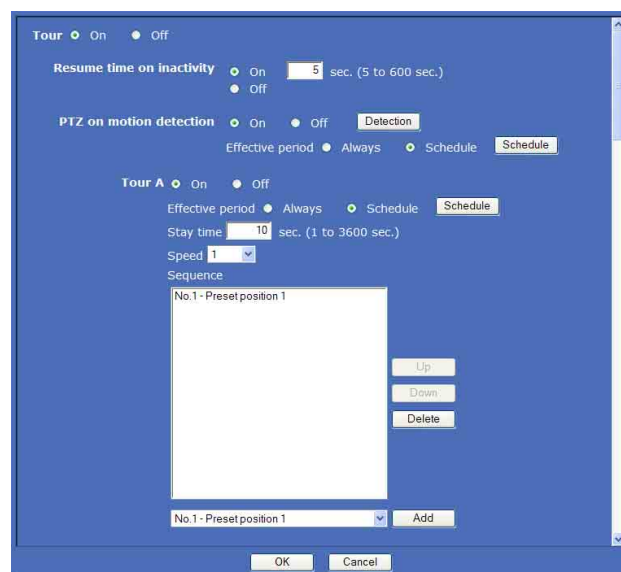 Tour On Off
Resume time on inactivity On 5 sec. (5 to 600 sec.)
Off
PTZ on motion detection On Off Detection
Effective period Always Schedule Schedule
Tour A On Off
Effective period Always Schedule Schedule
Stay time 10 sec. (1 to 3600 sec.)
Speed 1
Sequence
No.1 - Preset position 1
Up
Down
Delete
No.1 - Preset position 1 Add
OK Cancel